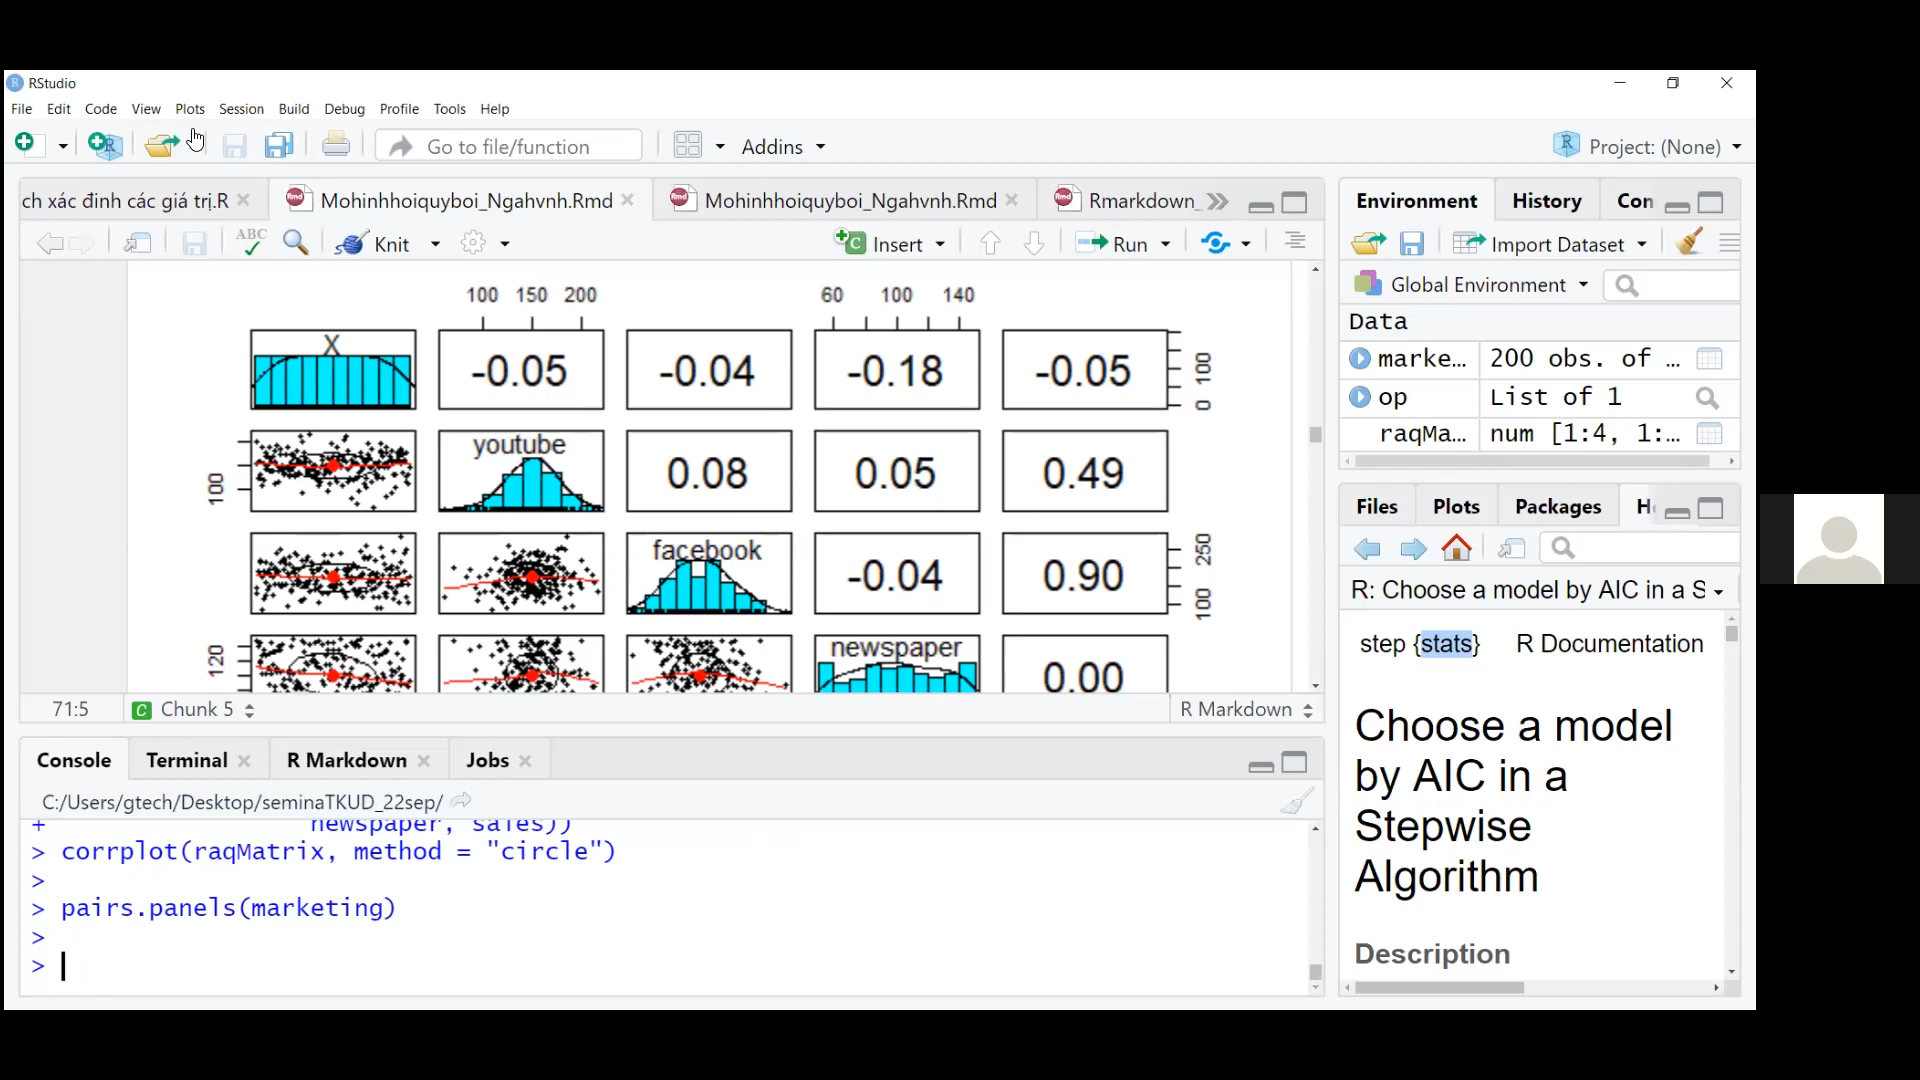 RStudio
File Edit Code View Plots Session Build Debug Profile Tools Help
Go to file/function Addins Project: (None)
ch xác đinh các giá trị.R Mohinhhoiquyboi_Ngahvnh.Rmd Mohinhhoiquyboi_Ngahvnh.Rmd Rmarkdown_
ABC Knit Insert Run
100 150 200 60 100 140
X -0.05 -0.04 -0.18 -0.05 0 100
100 youtube 0.08 0.05 0.49
facebook -0.04 0.90 100 250
120 newspaper 0.00
71:5 Chunk 5 R Markdown
Console Terminal R Markdown Jobs
C:/Users/gtech/Desktop/seminaTKUD_22sep/
+ newspaper, sales))
> corrplot(raqMatrix, method = "circle")
>
> pairs.panels(marketing)
>
>
Environment History Con
Import Dataset
Global Environment
Data
marke... 200 obs. of ...
op List of 1
raqMa... num [1:4, 1:...
Files Plots Packages H
R: Choose a model by AIC in a S
step {stats} R Documentation
Choose a model
by AIC in a
Stepwise
Algorithm
Description